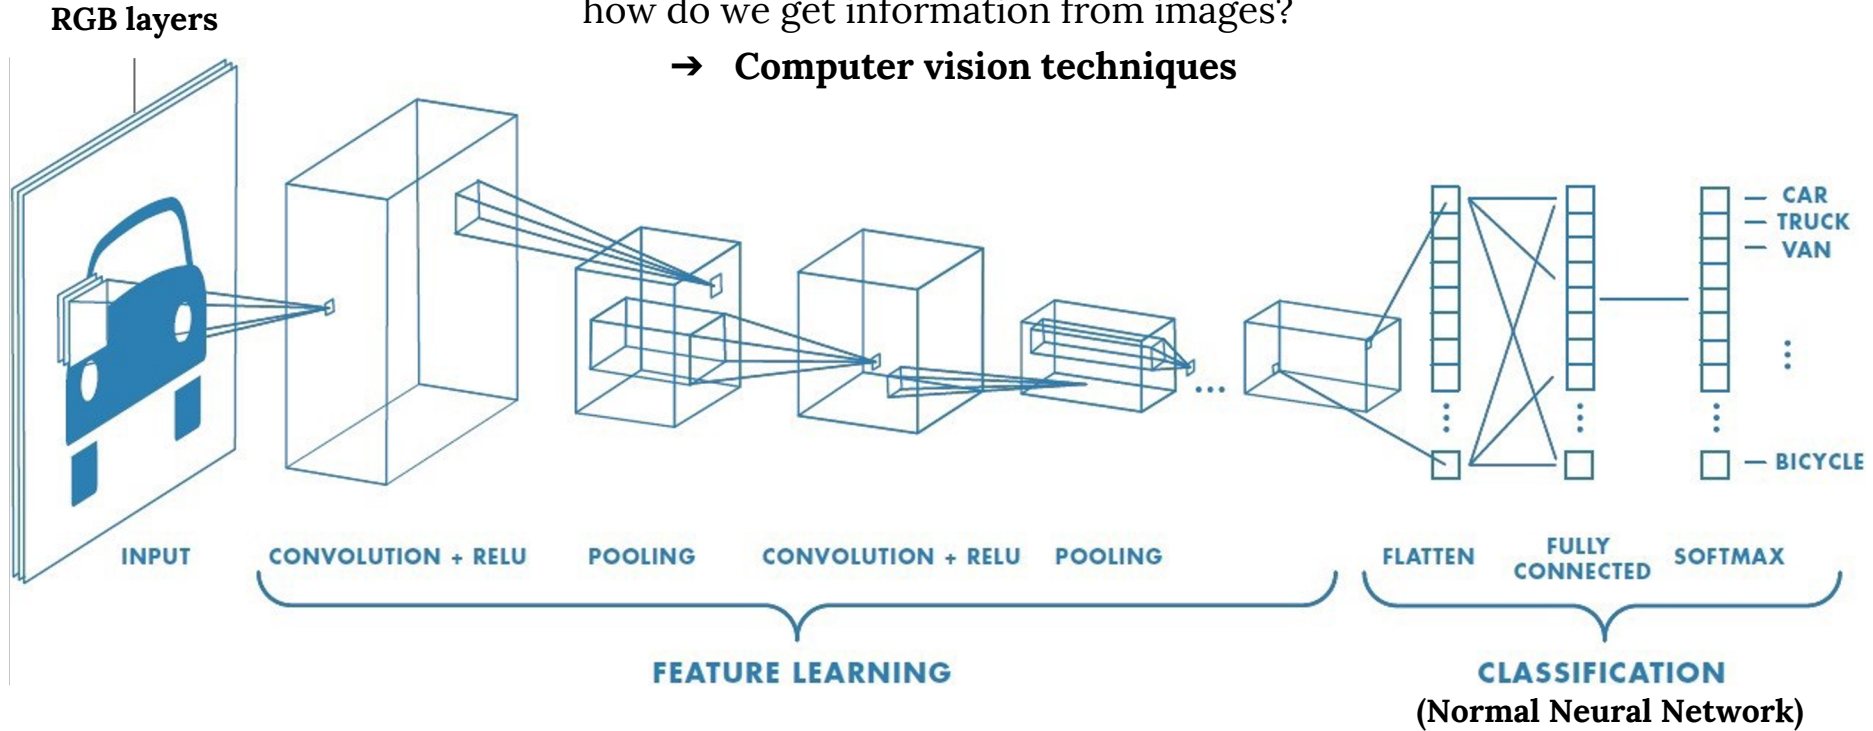 RGB layers
how do we get information from images?
➔ Computer vision techniques
CAR
TRUCK
VAN
BICYCLE
INPUT
CONVOLUTION + RELU
POOLING
CONVOLUTION + RELU
POOLING
FLATTEN
FULLY
CONNECTED
SOFTMAX
FEATURE LEARNING
CLASSIFICATION
(Normal Neural Network)